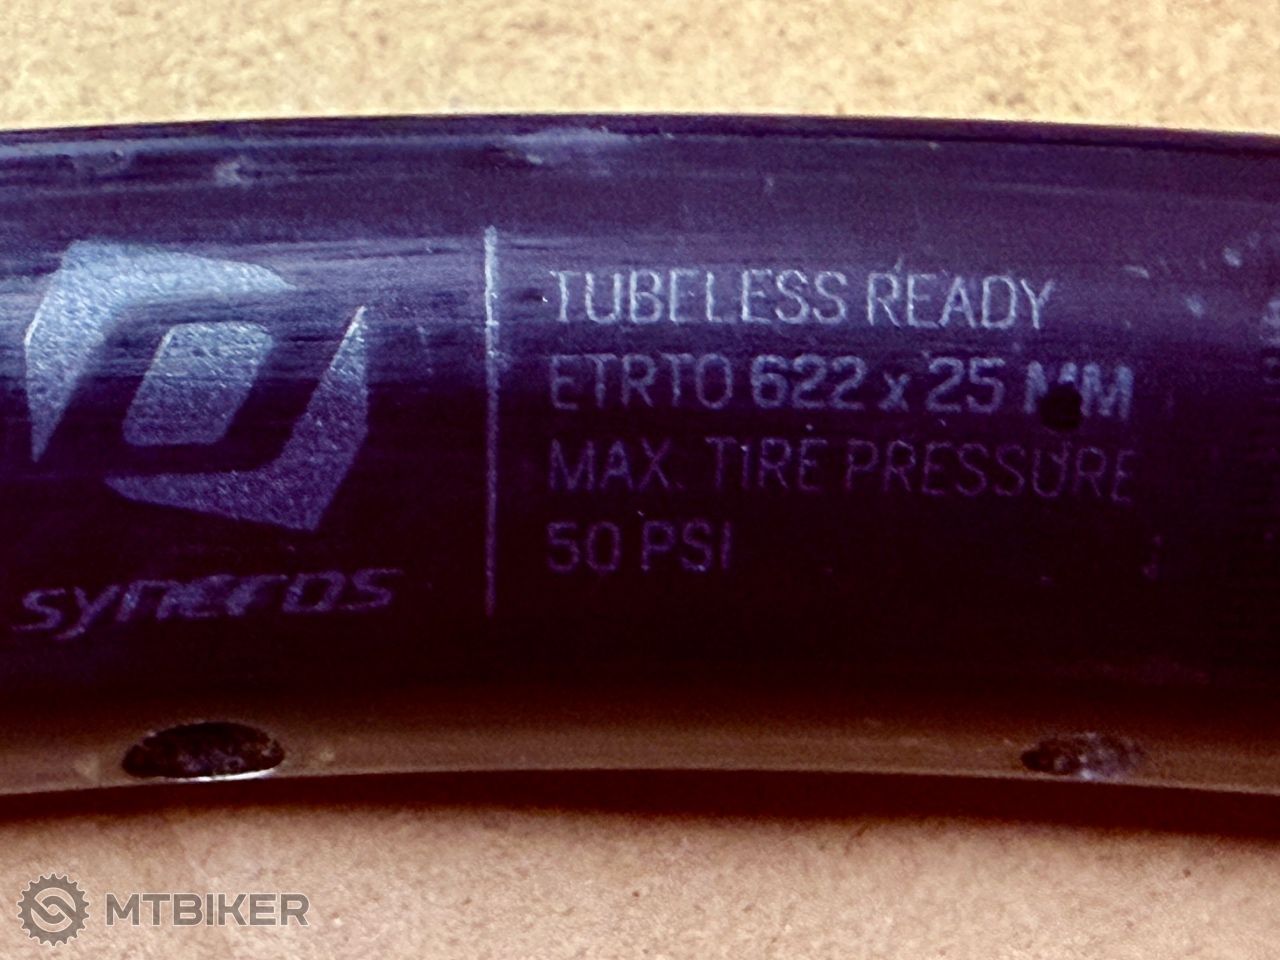 TUBELESS READY
ETRTO 622 x 25 MM
MAX. TIRE PRESSURE
50 PSI
syncros
MTBIKER